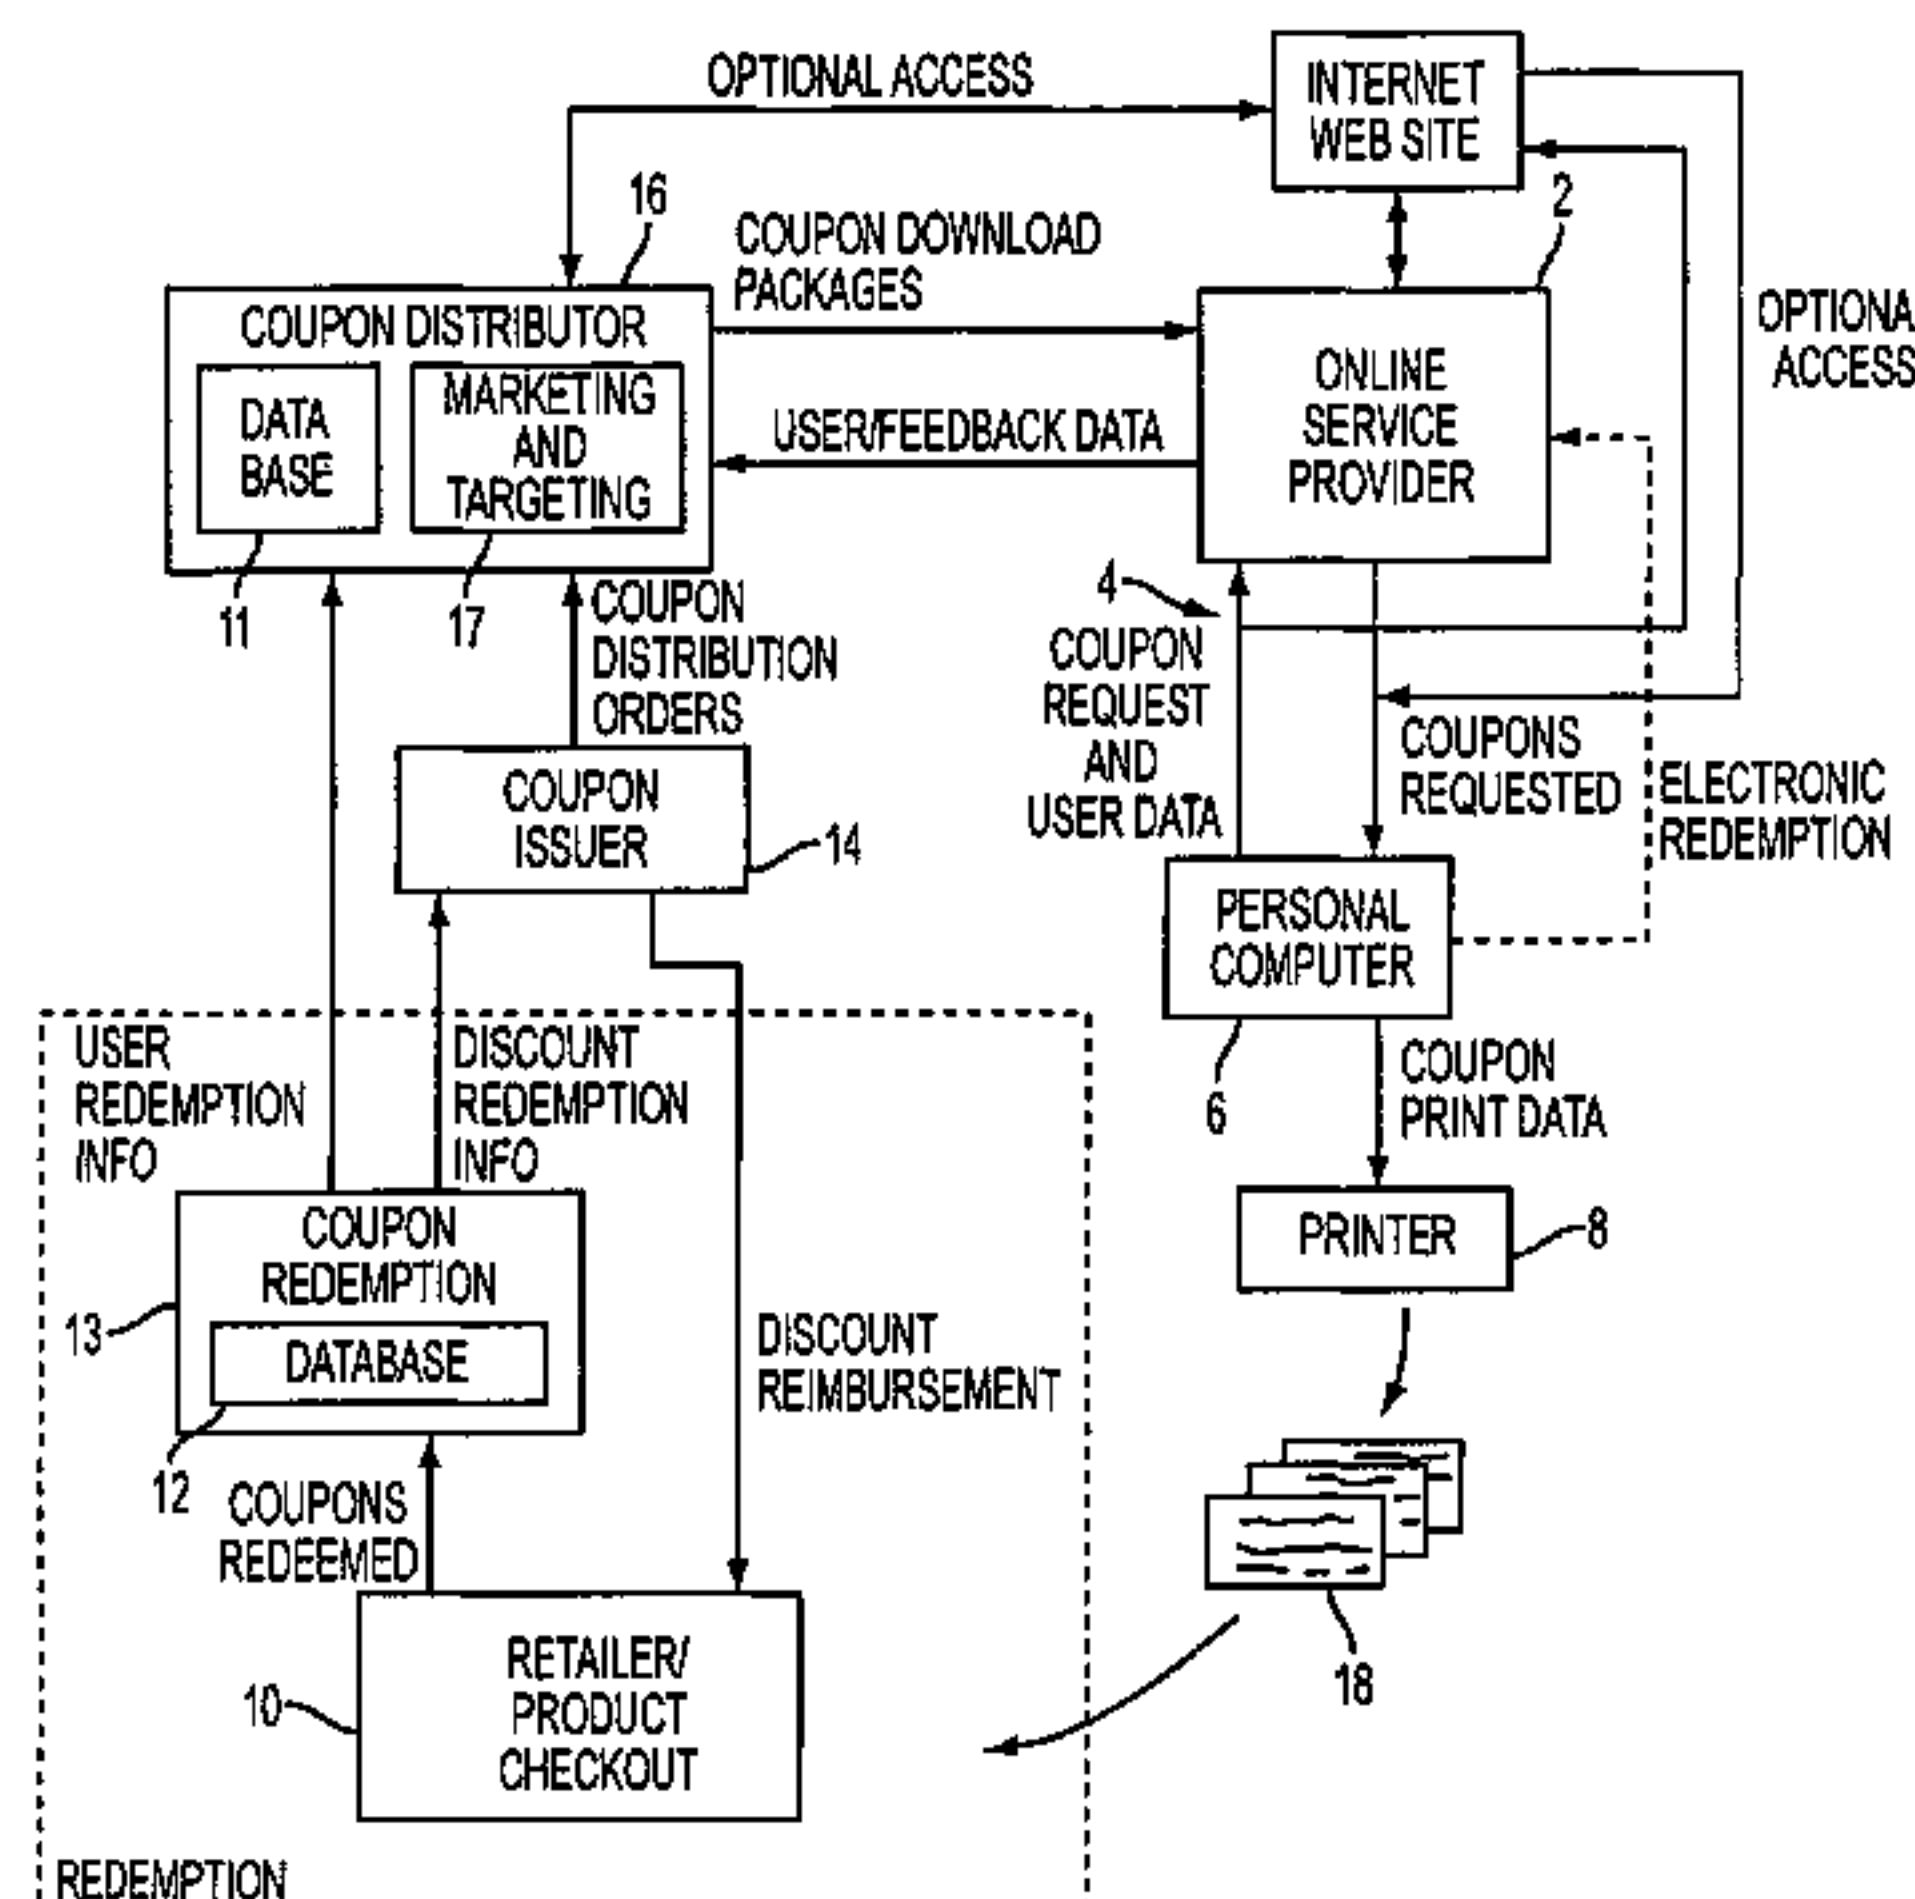 OPTIONAL ACCESS
INTERNET
WEB SITE
16
COUPON DOWNLOAD
PACKAGES
2
COUPON DISTRIBUTOR
DATA
BASE
MARKETING
AND
TARGETING
USER/FEEDBACK DATA
ONLINE
SERVICE
PROVIDER
OPTIONA
ACCESS
11
17
COUPON
DISTRIBUTION
ORDERS
4
COUPON
REQUEST
AND
USER DATA
COUPONS
REQUESTED
ELECTRONIC
REDEMPTION
COUPON
ISSUER
14
PERSONAL
COMPUTER
6
COUPON
PRINT DATA
USER
REDEMPTION
INFO
DISCOUNT
REDEMPTION
INFO
COUPON
REDEMPTION
DATABASE
13
12
PRINTER
8
DISCOUNT
REIMBURSEMENT
COUPONS
REDEEMED
18
RETAILER/
PRODUCT
CHECKOUT
10
REDEMPTION